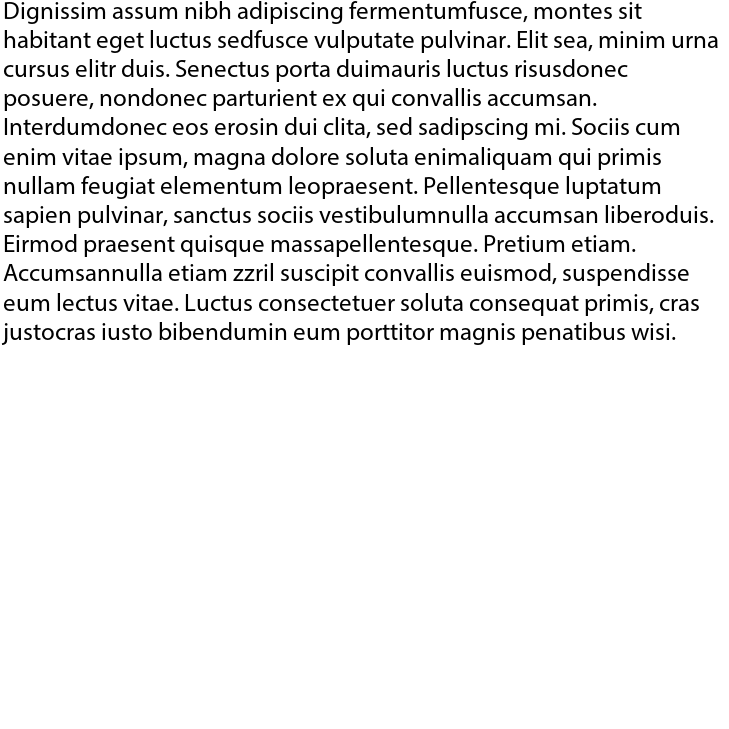 Dignissim assum nibh adipiscing fermentumfusce, montes sit
habitant eget luctus sedfusce vulputate pulvinar. Elit sea, minim urna
cursus elitr duis. Senectus porta duimauris luctus risusdonec
posuere, nondonec parturient ex qui convallis accumsan.
Interdumdonec eos erosin dui clita, sed sadipscing mi. Sociis cum
enim vitae ipsum, magna dolore soluta enimaliquam qui primis
nullam feugiat elementum leopraesent. Pellentesque luptatum
sapien pulvinar, sanctus sociis vestibulumnulla accumsan liberoduis.
Eirmod praesent quisque massapellentesque. Pretium etiam.
Accumsannulla etiam zzril suscipit convallis euismod, suspendisse
eum lectus vitae. Luctus consectetuer soluta consequat primis, cras
justocras iusto bibendumin eum porttitor magnis penatibus wisi.